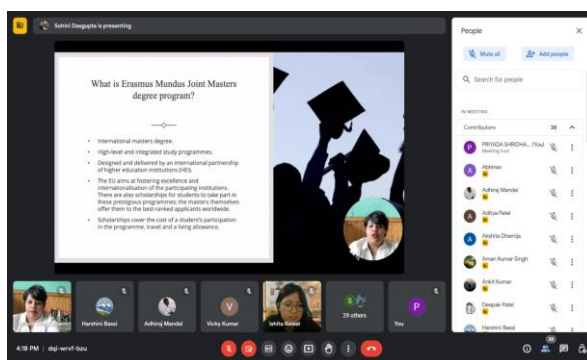 Sohini Dasgupta is presenting
What is Erasmus Mundus Joint Masters
degree program?
• International masters degree.
• High-level and integrated study programmes.
• Designed and delivered by an international partnership
of higher education institutions (HEI).
• The EU aims at fostering excellence and
internationalisation of the participating institutions.
There are also scholarships for students to take part in
these prestigious programmes; the masters themselves
offer them to the best-ranked applicants worldwide.
• Scholarships cover the cost of a student's participation
in the programme, travel and a living allowance.
Harshini Bassi
Adhiraj Mandal
V
Vicky Kumar
Ishita Rawat
29 others
P
You
4:18 PM
dqi-wrvf-bzu
People
Mute all
Add people
Search for people
IN MEETING
Contributors
38
P
PRIYADA SHRIDHA... (You)
Meeting host
A
Abhinav
Adhiraj Mandal
A
Aditya Patel
A
Akshita Dhamija
Aman Kumar Singh
Ankit Kumar
Deepak Patel
Harshini Bassi